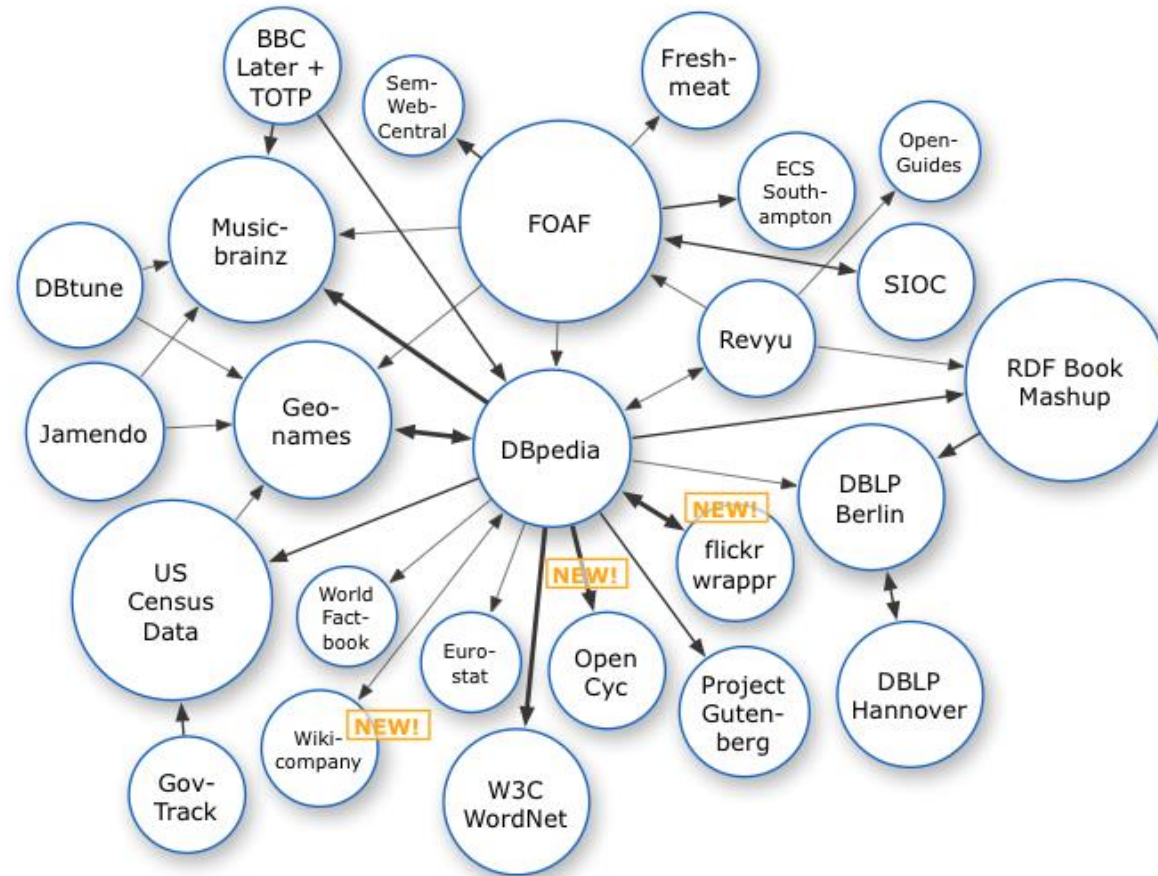 BBC
Later +
TOTP
Sem-
Web-
Central
Fresh-
meat
Open-
Guides
ECS
South-
ampton
FOAF
Music-
brainz
DBtune
SIOC
Revyu
RDF Book
Mashup
Jamendo
Geo-
names
DBpedia
DBLP
Berlin
NEW!
flickr
wrappr
NEW!
US
Census
Data
World
Fact-
book
Euro-
stat
Open
Cyc
Project
Guten-
berg
DBLP
Hannover
NEW!
Wiki-
company
Gov-
Track
W3C
WordNet